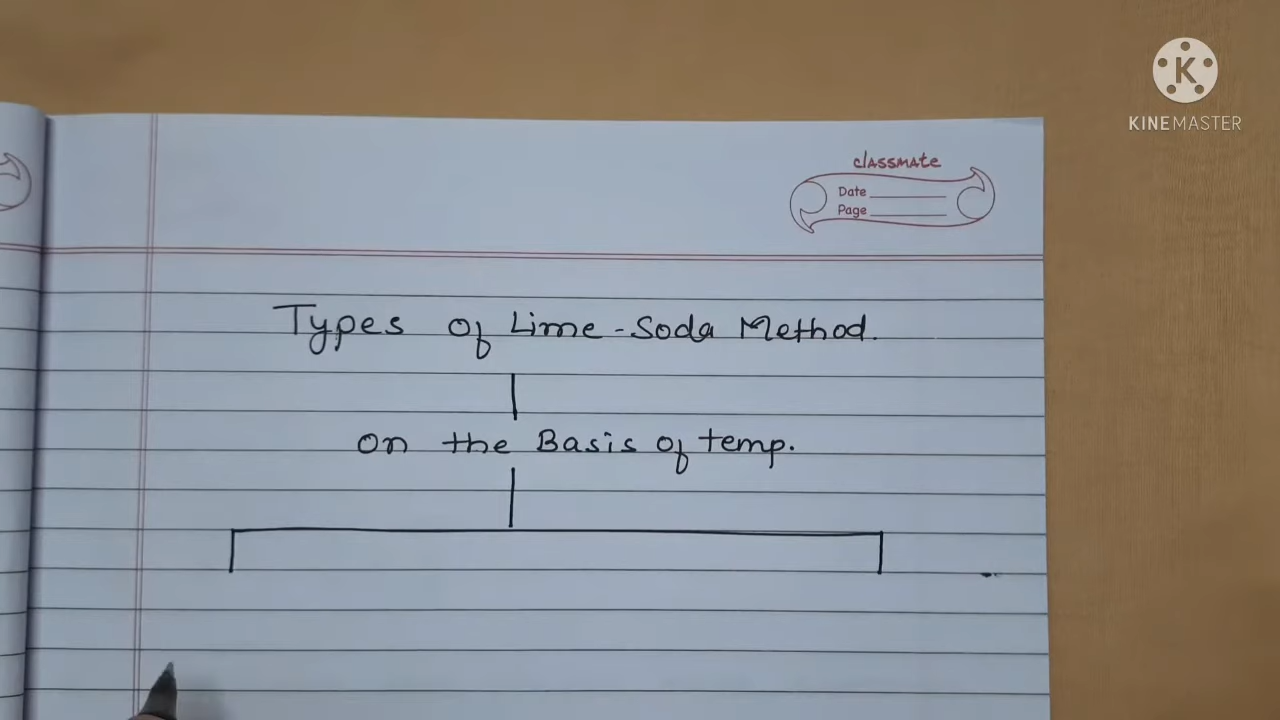 KINEMASTER
classmate
Date
Page
Types of Lime-Soda Method.
on the Basis of temp.